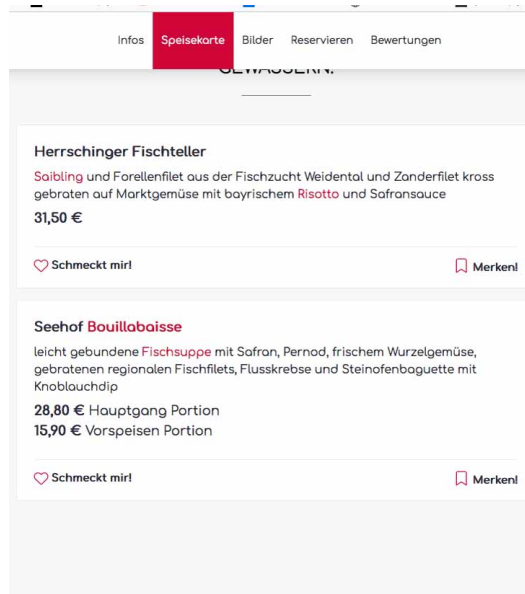 Infos Speisekarte Bilder Reservieren Bewertungen
GEWÄSSERN.
Herrschinger Fischteller
Saibling und Forellenfilet aus der Fischzucht Weidental und Zanderfilet kross
gebraten auf Marktgemüse mit bayrischem Risotto und Safransauce
31,50 €
Schmeckt mir! Merken!
Seehof Bouillabaisse
leicht gebundene Fischsuppe mit Safran, Pernod, frischem Wurzelgemüse,
gebratenen regionalen Fischfilets, Flusskrebse und Steinofenbaguette mit
Knoblauchdip
28,80 € Hauptgang Portion
15,90 € Vorspeisen Portion
Schmeckt mir! Merken!